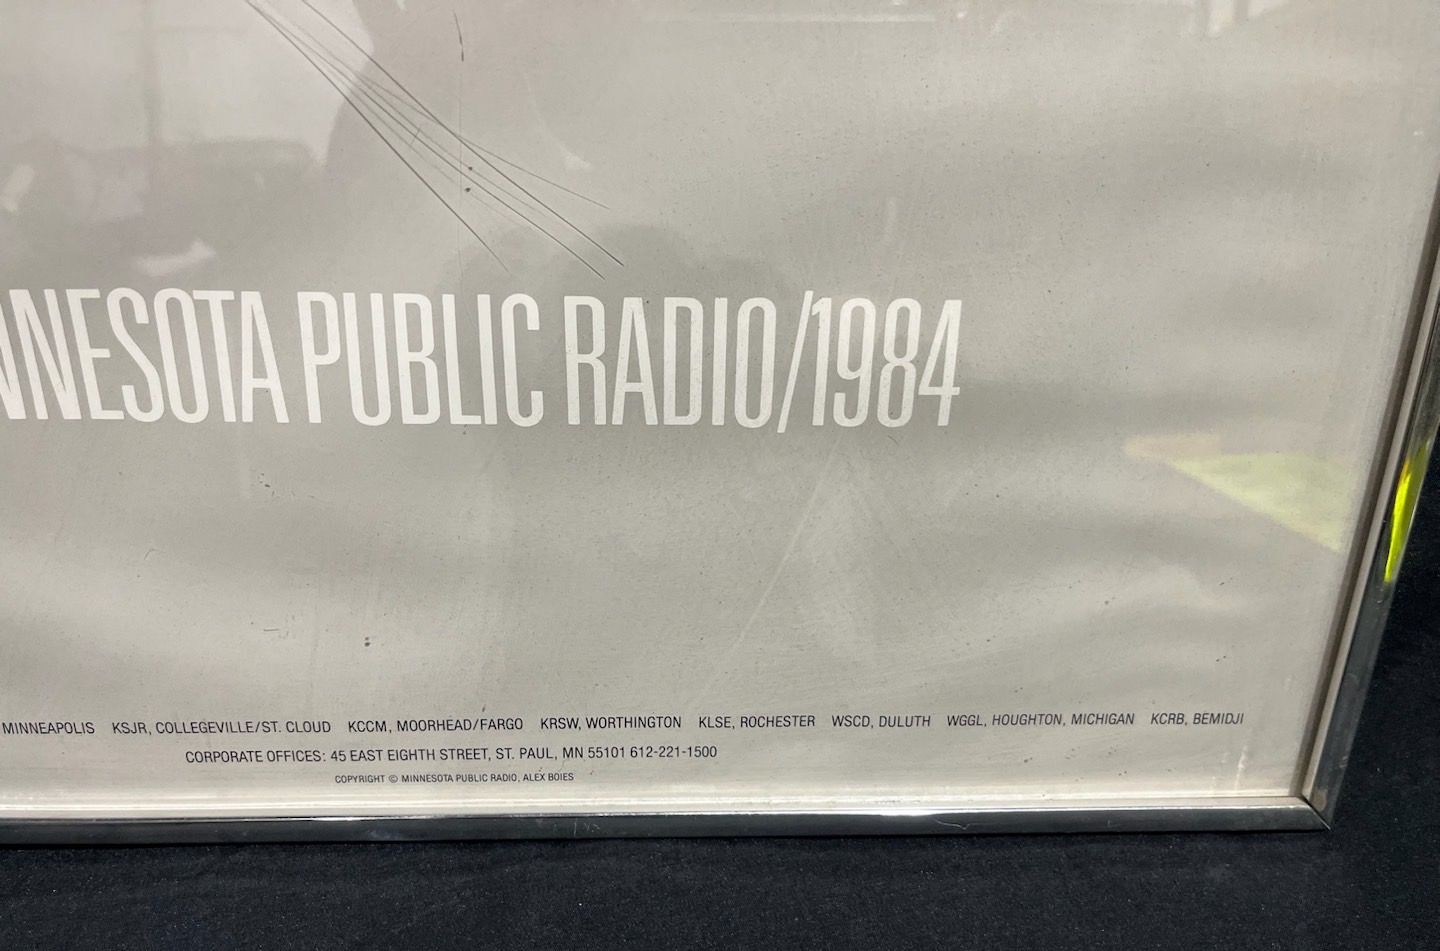 NNESOTA PUBLIC RADIO/1984
MINNEAPOLIS KSJR, COLLEGEVILLE/ST. CLOUD KCCM, MOORHEAD/FARGO KRSW, WORTHINGTON KLSE, ROCHESTER WSCD, DULUTH WGGL, HOUGHTON, MICHIGAN KCRB, BEMIDJI
CORPORATE OFFICES: 45 EAST EIGHTH STREET, ST. PAUL, MN 55101 612-221-1500
COPYRIGHT © MINNESOTA PUBLIC RADIO, ALEX BOIES